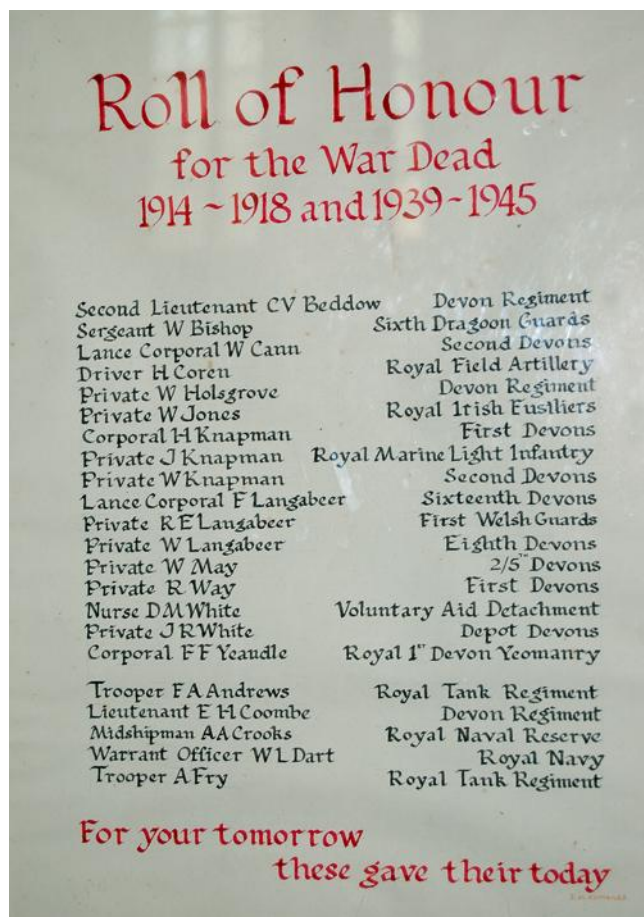 Roll of Honour
for the War Dead
1914 ~ 1918 and 1939 ~ 1945
Second Lieutenant CV Beddow Devon Regiment
Sergeant W Bishop Sixth Dragoon Guards
Lance Corporal W Cann Second Devons
Driver H Coren Royal Field Artillery
Private W Holsgrove Devon Regiment
Private W Jones Royal Irish Fusiliers
Corporal H Knapman First Devons
Private J Knapman Royal Marine Light Infantry
Private W Knapman Second Devons
Lance Corporal F Langabeer Sixteenth Devons
Private R E Langabeer First Welsh Guards
Private W Langabeer Eighth Devons
Private W May 2/5th Devons
Private R Way First Devons
Nurse D M White Voluntary Aid Detachment
Private J R White Depot Devons
Corporal F F Yeaudle Royal 1st Devon Yeomanry
Trooper F A Andrews Royal Tank Regiment
Lieutenant E H Coombe Devon Regiment
Midshipman A A Crooks Royal Naval Reserve
Warrant Officer W L Dart Royal Navy
Trooper A Fry Royal Tank Regiment
For your tomorrow
these gave their today